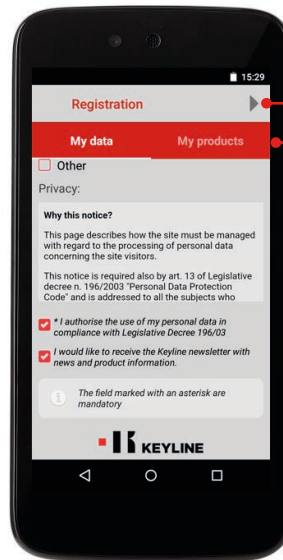 15:29
Registration
My data My products
Other
Privacy:
Why this notice?
This page describes how the site must be managed
with regard to the processing of personal data
concerning the site visitors.
This notice is required also by art. 13 of Legislative
decree n. 196/2003 "Personal Data Protection
Code" and is addressed to all the subjects who
* I authorise the use of my personal data in
compliance with Legislative Decree 196/03
I would like to receive the Keyline newsletter with
news and product information.
The field marked with an asterisk are
mandatory
KEYLINE